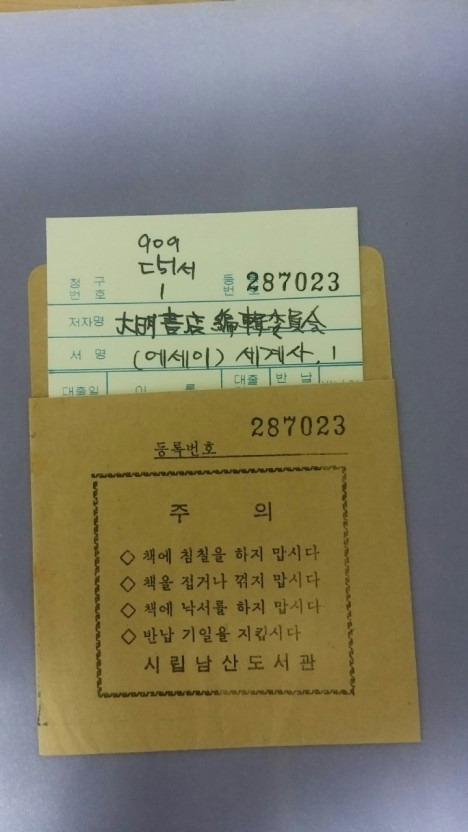 909
대서
청구번호 1 등록번호 287023
저자명 大明書店 編輯委員会
서명 (에세이) 세계사. 1
대출일 이 름 대출 반납
287023
등록번호
주 의
◇ 책에 침칠을 하지 맙시다
◇ 책을 접거나 꺾지 맙시다
◇ 책에 낙서를 하지 맙시다
◇ 반납 기일을 지킵시다
시립남산도서관